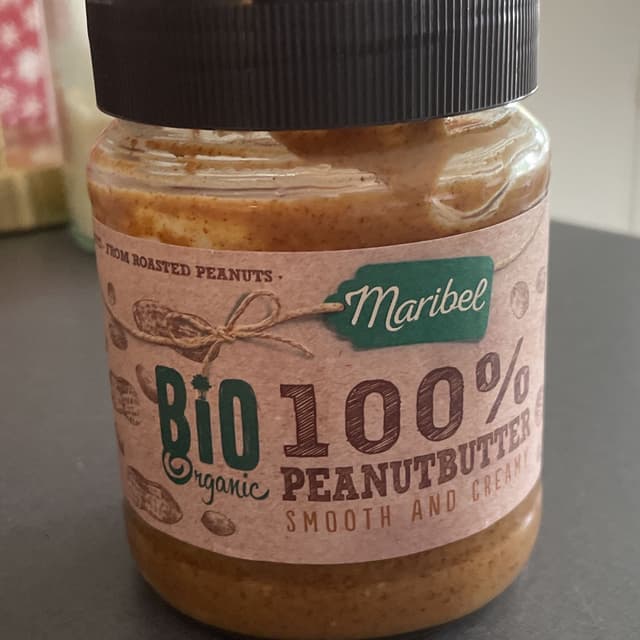 FROM ROASTED PEANUTS ·
Maribel
BiO
Organic
100%
PEANUTBUTTER
SMOOTH AND CREAMY